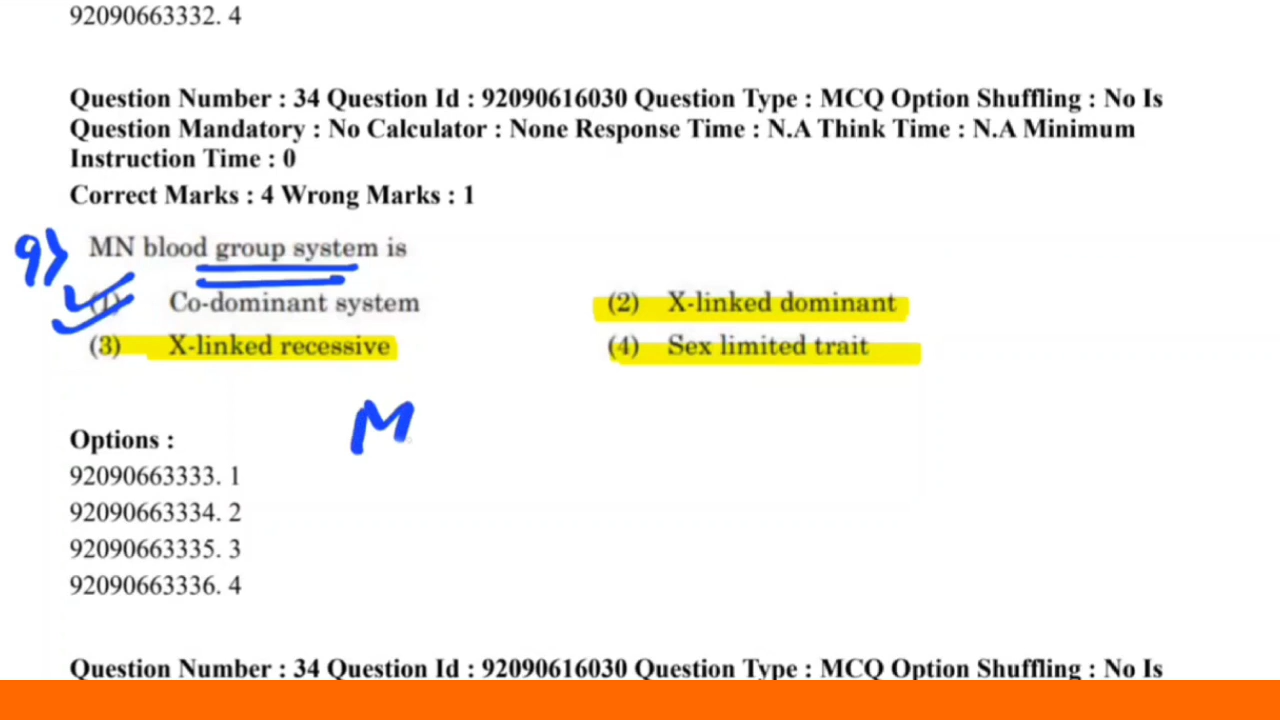 92090663332. 4
Question Number : 34 Question Id : 92090616030 Question Type : MCQ Option Shuffling : No Is
Question Mandatory : No Calculator : None Response Time : N.A Think Time : N.A Minimum
Instruction Time : 0
Correct Marks : 4 Wrong Marks : 1
9) MN blood group system is
(1) Co-dominant system (2) X-linked dominant
(3) X-linked recessive (4) Sex limited trait
M
Options :
92090663333. 1
92090663334. 2
92090663335. 3
92090663336. 4
Question Number : 34 Question Id : 92090616030 Question Type : MCQ Option Shuffling : No Is